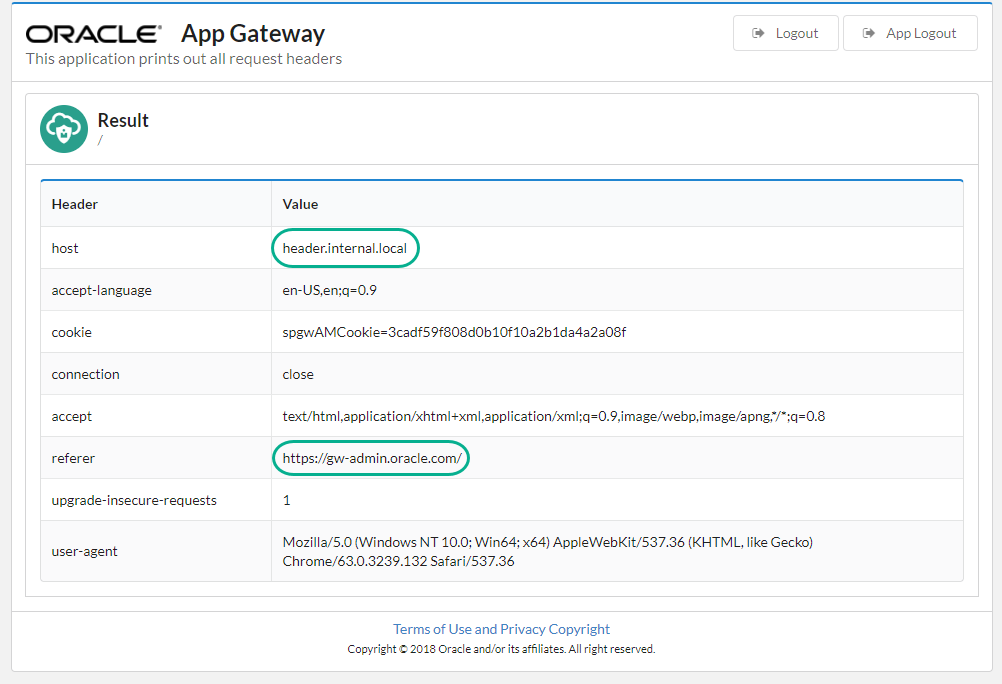 ORACLE® App Gateway
Logout
App Logout
This application prints out all request headers
Result
/
Header Value
host header.internal.local
accept-language en-US,en;q=0.9
cookie spgwAMCookie=3cadf59f808d0b10f10a2b1da4a2a08f
connection close
accept text/html,application/xhtml+xml,application/xml;q=0.9,image/webp,image/apng,*/*;q=0.8
referer https://gw-admin.oracle.com/
upgrade-insecure-requests 1
user-agent Mozilla/5.0 (Windows NT 10.0; Win64; x64) AppleWebKit/537.36 (KHTML, like Gecko)
Chrome/63.0.3239.132 Safari/537.36
Terms of Use and Privacy Copyright
Copyright © 2018 Oracle and/or its affiliates. All right reserved.